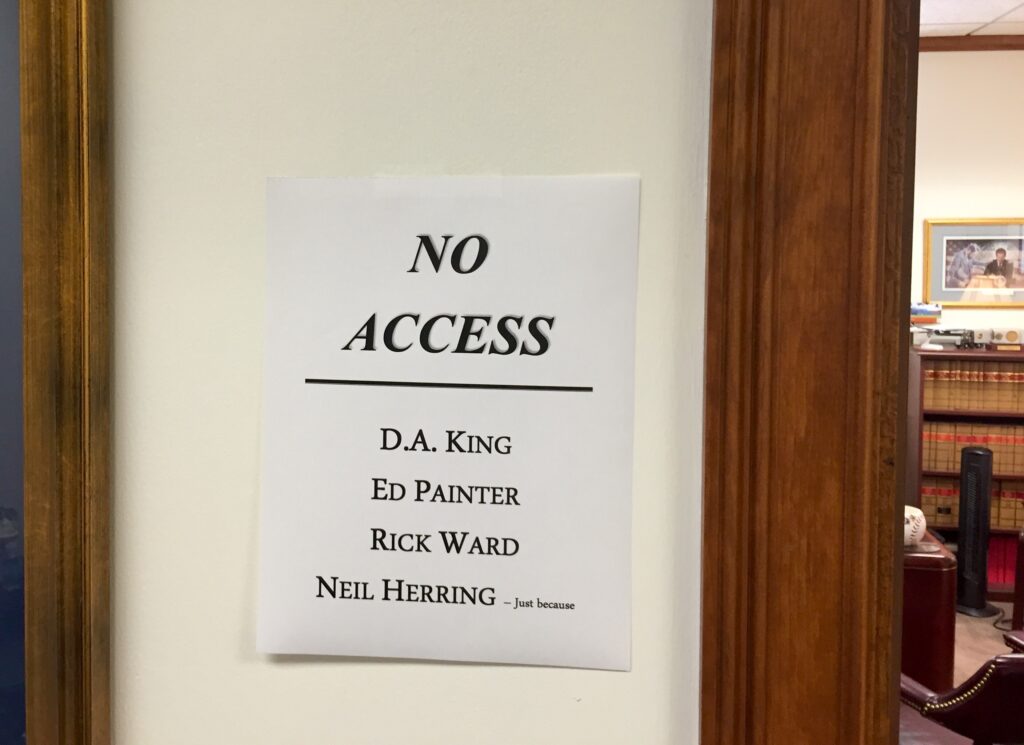 NO
ACCESS
D.A. KING
ED PAINTER
RICK WARD
NEIL HERRING – Just because